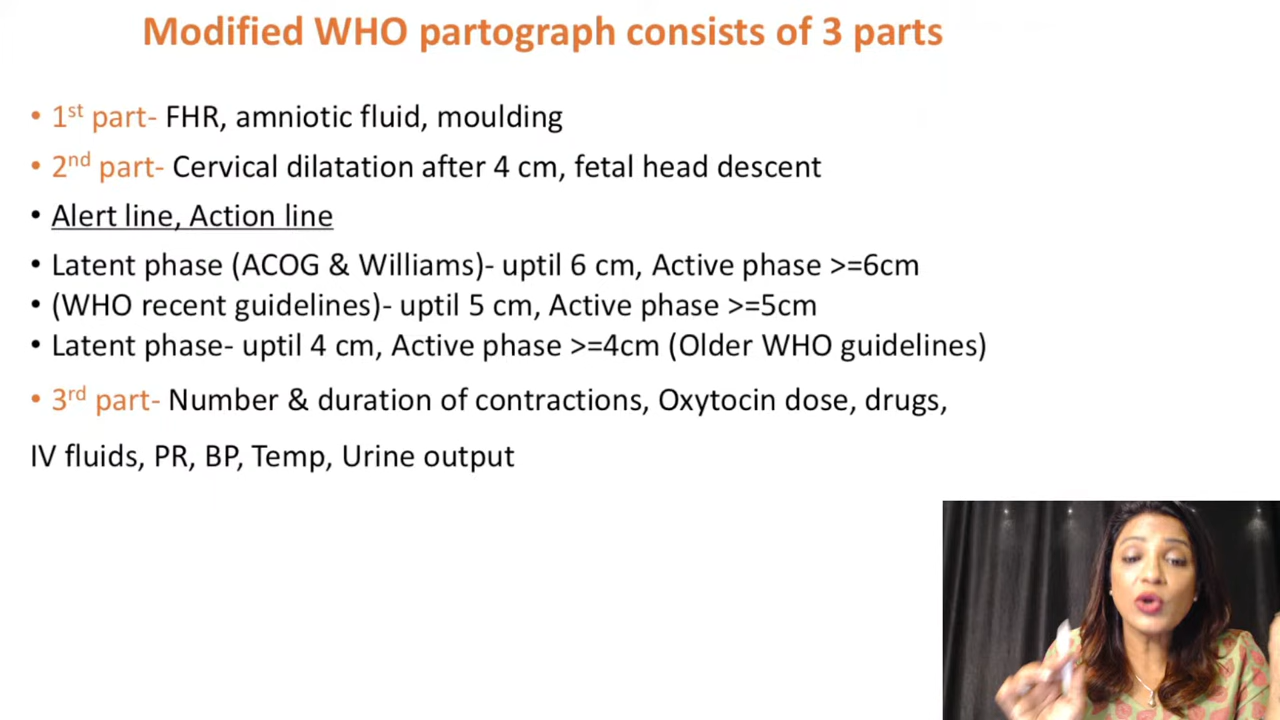 Modified WHO partograph consists of 3 parts
• 1st part- FHR, amniotic fluid, moulding
• 2nd part- Cervical dilatation after 4 cm, fetal head descent
• Alert line, Action line
• Latent phase (ACOG & Williams)- uptil 6 cm, Active phase >=6cm
• (WHO recent guidelines)- uptil 5 cm, Active phase >=5cm
• Latent phase- uptil 4 cm, Active phase >=4cm (Older WHO guidelines)
• 3rd part- Number & duration of contractions, Oxytocin dose, drugs,
IV fluids, PR, BP, Temp, Urine output